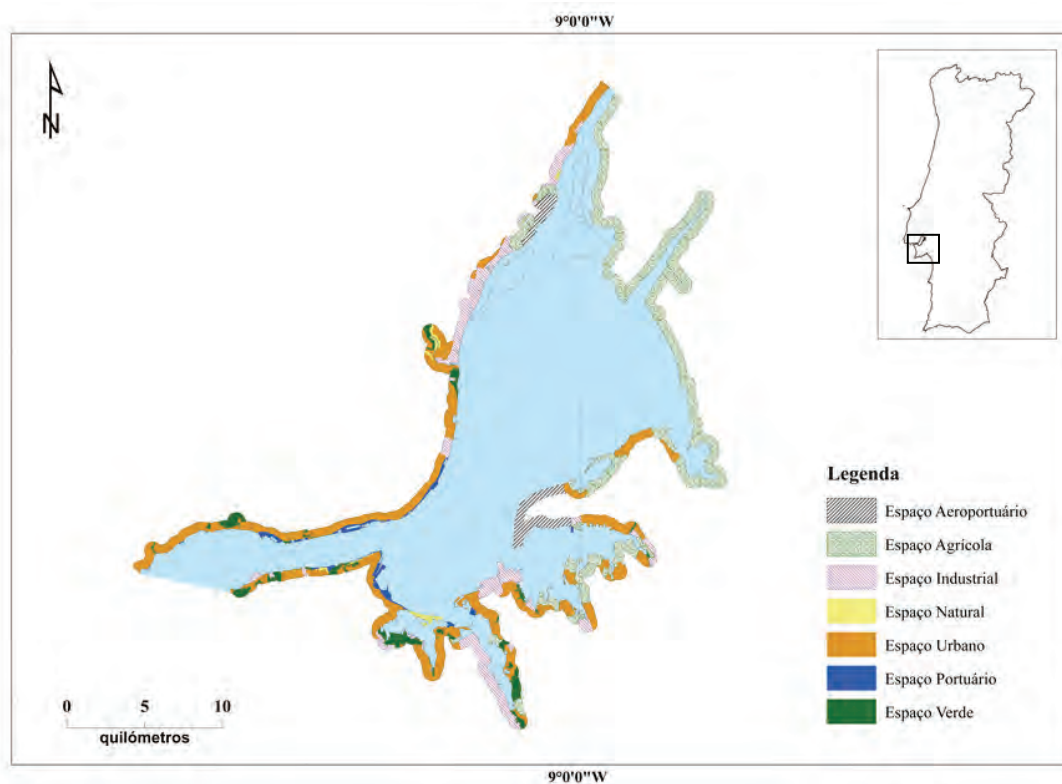 9°0'0"W
N
Legenda
Espaço Aeroportuário
Espaço Agrícola
Espaço Industrial
Espaço Natural
Espaço Urbano
Espaço Portuário
Espaço Verde
0 5 10
quilómetros
9°0'0"W